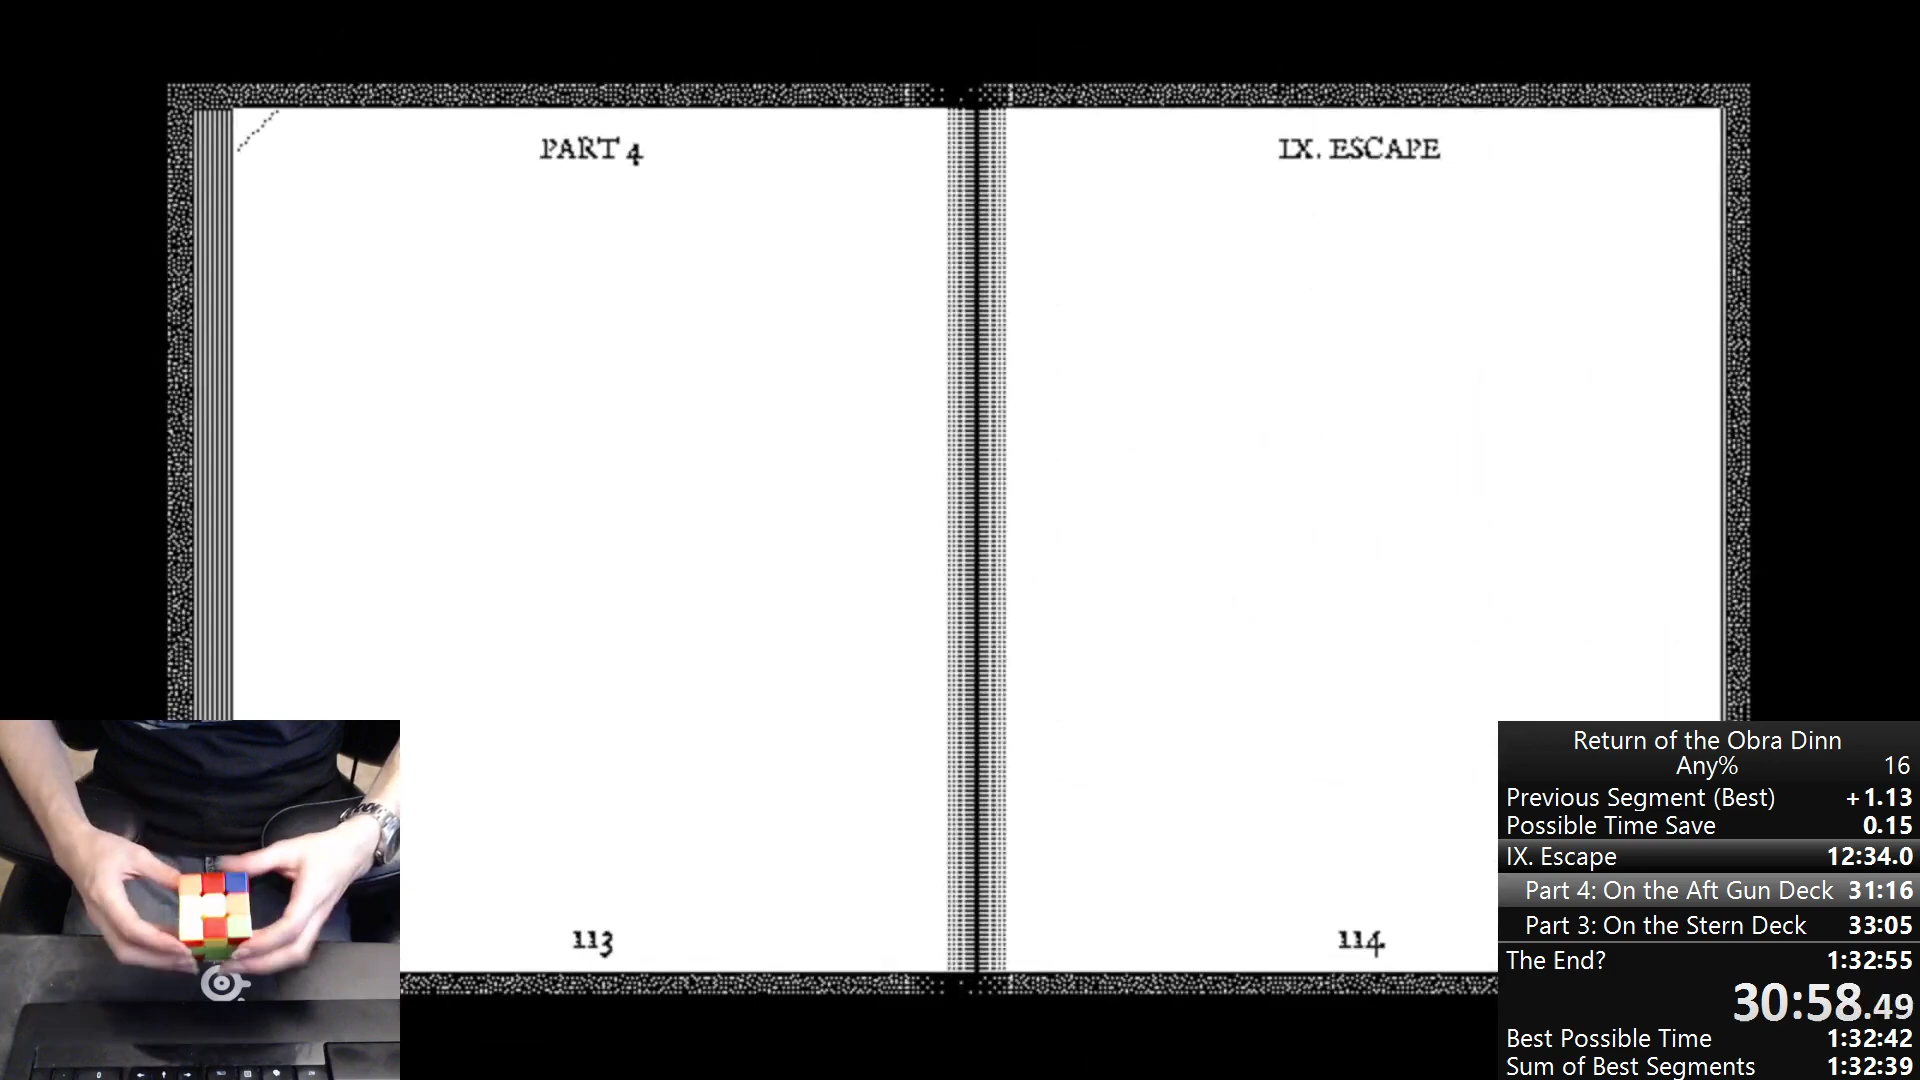 PART 4
IX. ESCAPE
113
114
Return of the Obra Dinn
Any% 16
Previous Segment (Best) +1.13
Possible Time Save 0.15
IX. Escape 12:34.0
Part 4: On the Aft Gun Deck 31:16
Part 3: On the Stern Deck 33:05
The End? 1:32:55
30:58.49
Best Possible Time 1:32:42
Sum of Best Segments 1:32:39